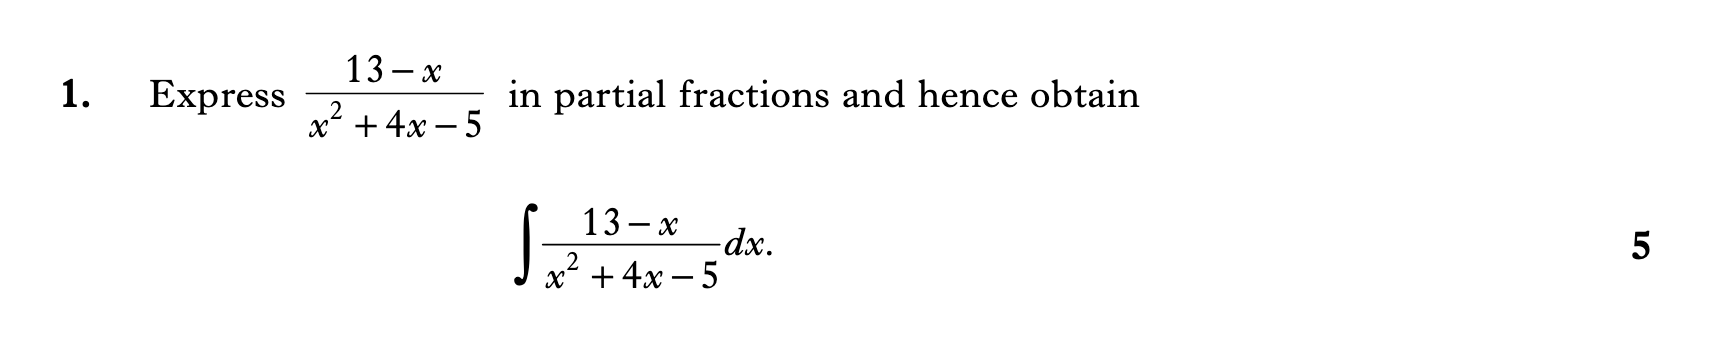 1. Express \frac{13-x}{x^2+4x-5} in partial fractions and hence obtain
\int \frac{13-x}{x^2+4x-5} dx. 5